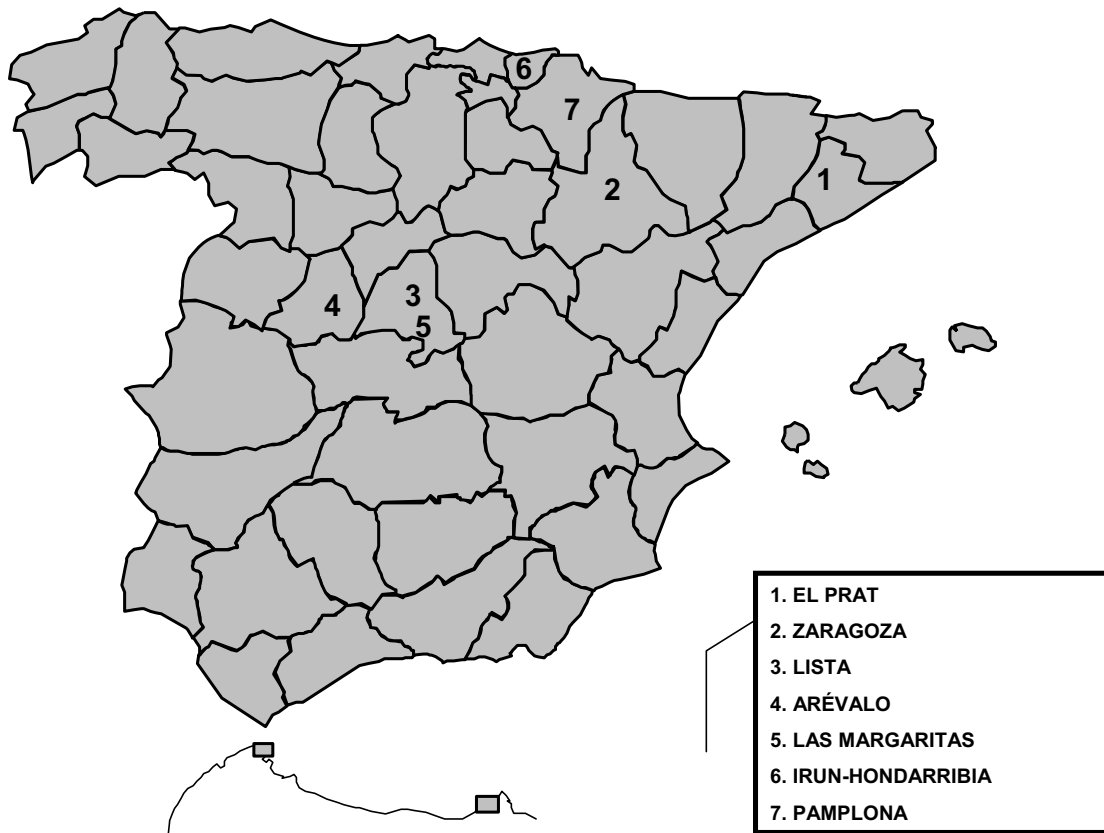 6
7
1
2
3
4
5
1. EL PRAT
2. ZARAGOZA
3. LISTA
4. ARÉVALO
5. LAS MARGARITAS
6. IRUN-HONDARRIBIA
7. PAMPLONA